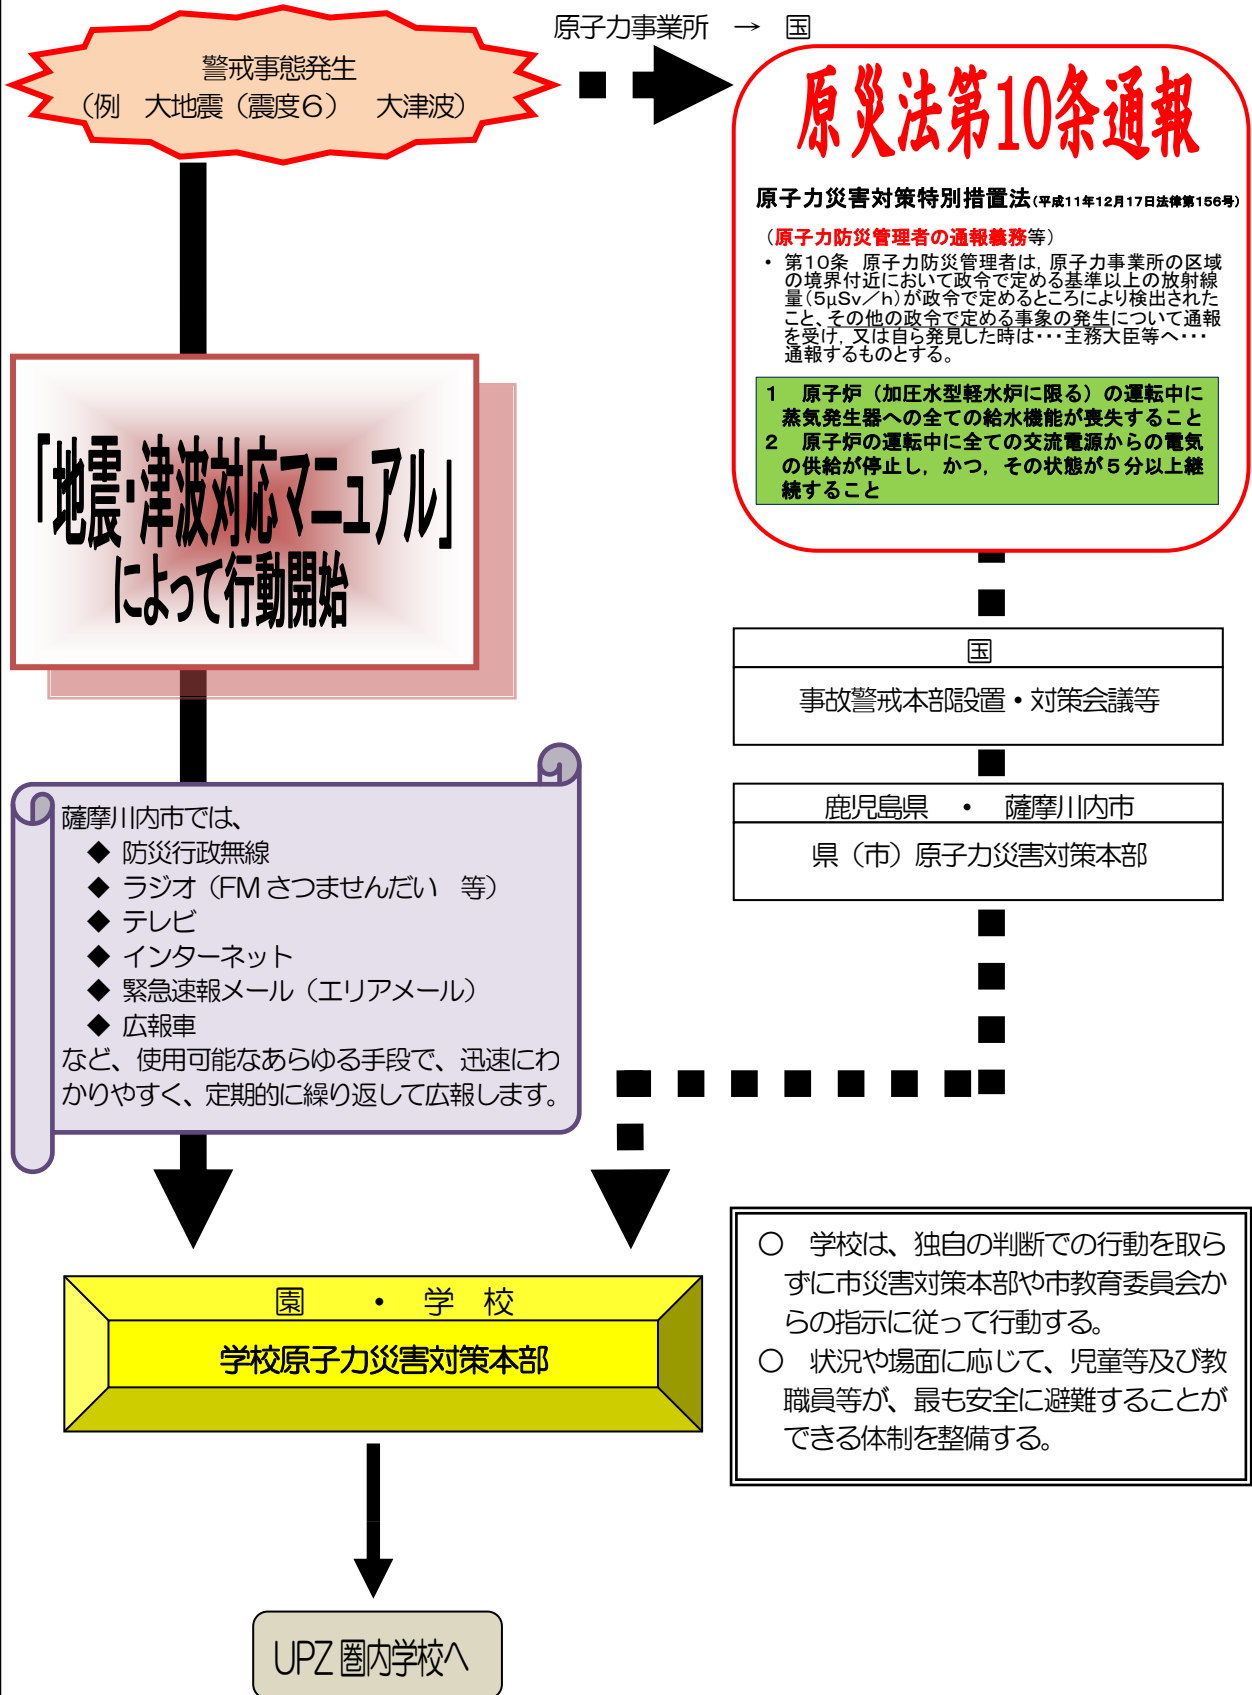 原子力事業所　→　国
警戒事態発生
（例　大地震（震度６）　大津波）
原災法第10条通報
原子力災害対策特別措置法(平成11年12月17日法律第156号)
（原子力防災管理者の通報義務等）
・ 第10条　原子力防災管理者は，原子力事業所の区域
の境界付近において政令で定める基準以上の放射線
量（5μSv／h）が政令で定めるところにより検出された
こと、その他の政令で定める事象の発生について通報
を受け，又は自ら発見した時は・・・主務大臣等へ・・・
通報するものとする。
１　原子炉（加圧水型軽水炉に限る）の運転中に
蒸気発生器への全ての給水機能が喪失すること
２　原子炉の運転中に全ての交流電源からの電気
の供給が停止し，かつ，その状態が５分以上継
続すること
「地震・津波対応マニュアル」
によって行動開始
国
事故警戒本部設置・対策会議等
鹿児島県　・　薩摩川内市
県（市）原子力災害対策本部
薩摩川内市では、
◆ 防災行政無線
◆ ラジオ（FMさつませんだい　等）
◆ テレビ
◆ インターネット
◆ 緊急速報メール（エリアメール）
◆ 広報車
など、使用可能なあらゆる手段で、迅速にわ
かりやすく、定期的に繰り返して広報します。
園　・　学　校
学校原子力災害対策本部
○　学校は、独自の判断での行動を取ら
ずに市災害対策本部や市教育委員会か
らの指示に従って行動する。
○　状況や場面に応じて、児童等及び教
職員等が、最も安全に避難することが
できる体制を整備する。
UPZ圏内学校へ